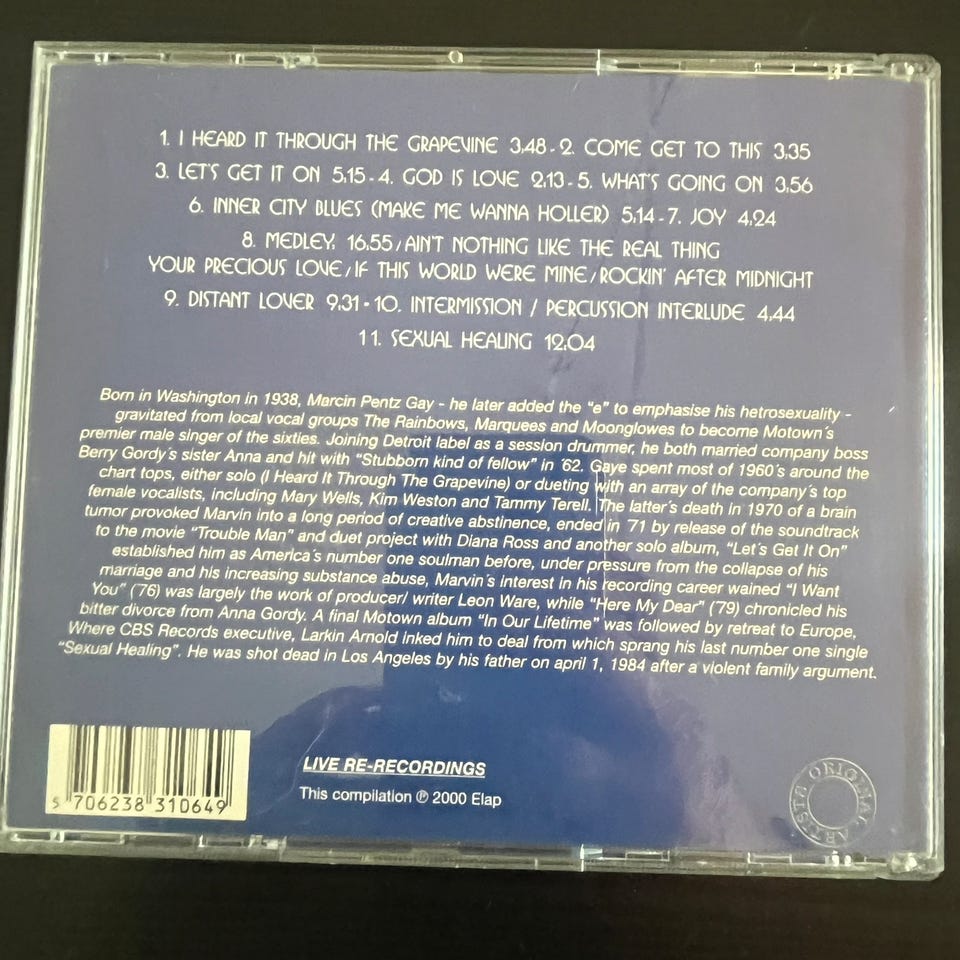 1. I HEARD IT THROUGH THE GRAPEVINE 3.48 - 2. COME GET TO THIS 3.35
3. LET'S GET IT ON 5.15 - 4. GOD IS LOVE 2.13 - 5. WHAT'S GOING ON 3.56
6. INNER CITY BLUES (MAKE ME WANNA HOLLER) 5.14 - 7. JOY 4.24
8. MEDLEY: 16.55 / AIN'T NOTHING LIKE THE REAL THING
YOUR PRECIOUS LOVE / IF THIS WORLD WERE MINE / ROCKIN' AFTER MIDNIGHT
9. DISTANT LOVER 9.31 - 10. INTERMISSION / PERCUSSION INTERLUDE 4.44
11. SEXUAL HEALING 12.04
Born in Washington in 1938, Marcin Pentz Gay - he later added the "e" to emphasise his hetrosexuality -
gravitated from local vocal groups The Rainbows, Marquees and Moonglowes to become Motown´s
premier male singer of the sixties. Joining Detroit label as a session drummer, he both married company boss
Berry Gordy´s sister Anna and hit with "Stubborn kind of fellow" in ´62. Gaye spent most of 1960´s around the
chart tops, either solo (I Heard It Through The Grapevine) or dueting with an array of the company´s top
female vocalists, including Mary Wells, Kim Weston and Tammy Terell. The latter´s death in 1970 of a brain
tumor provoked Marvin into a long period of creative abstinence, ended in ´71 by release of the soundtrack
to the movie "Trouble Man" and duet project with Diana Ross and another solo album, "Let´s Get It On"
established him as America´s number one soulman before, under pressure from the collapse of his
marriage and his increasing substance abuse, Marvin´s interest in his recording career wained "I Want
You" (76) was largely the work of producer/ writer Leon Ware, while "Here My Dear" (79) chronicled his
bitter divorce from Anna Gordy. A final Motown album "In Our Lifetime" was followed by retreat to Europe,
Where CBS Records executive, Larkin Arnold inked him to deal from which sprang his last number one single
"Sexual Healing". He was shot dead in Los Angeles by his father on april 1, 1984 after a violent family argument.
5 706238 310649
LIVE RE-RECORDINGS
This compilation ℗ 2000 Elap
ORIGINAL ARTISTS